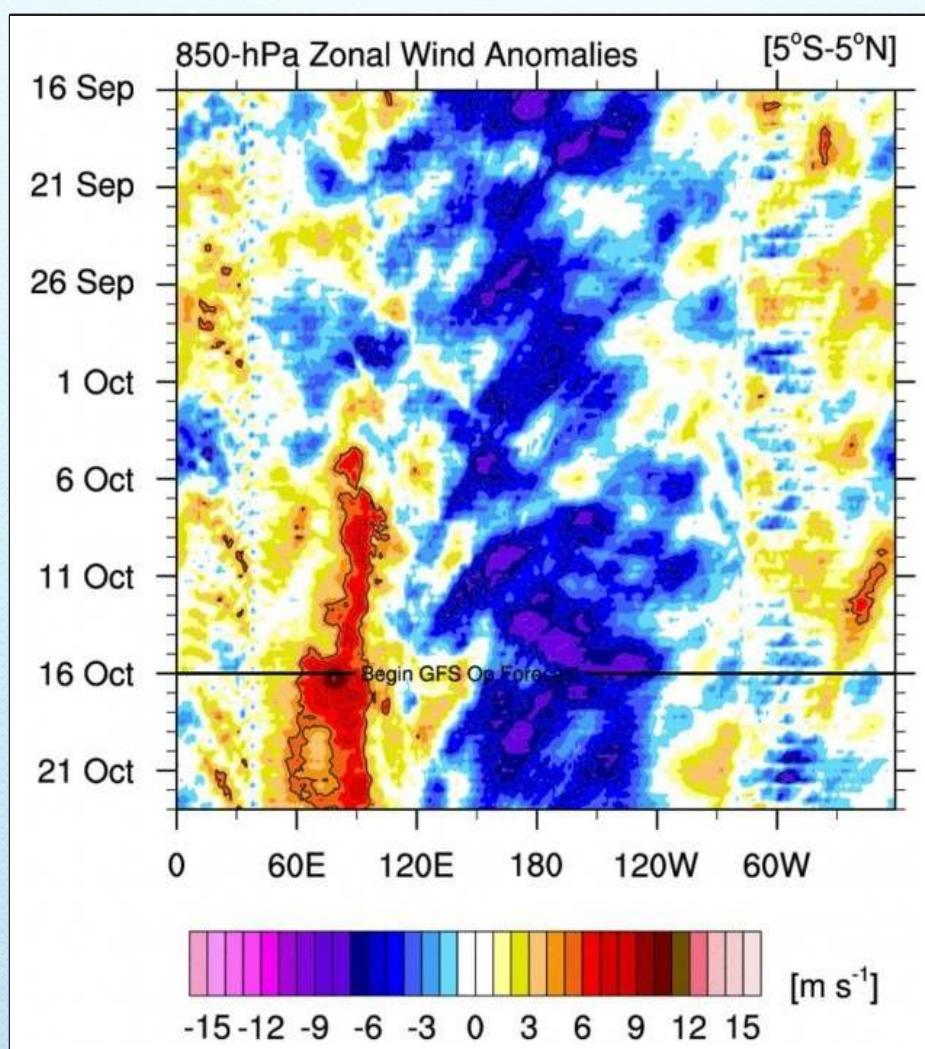 850-hPa Zonal Wind Anomalies [5°S-5°N]
16 Sep
21 Sep
26 Sep
1 Oct
6 Oct
11 Oct
16 Oct
Begin GFS Op Forecast
21 Oct
0 60E 120E 180 120W 60W
-15 -12 -9 -6 -3 0 3 6 9 12 15
[m s⁻¹]